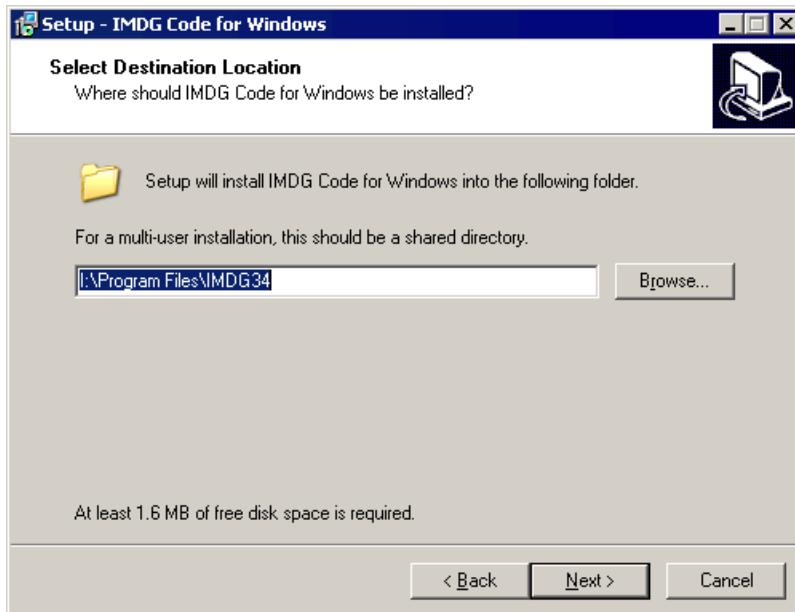 Setup - IMDG Code for Windows
Select Destination Location
Where should IMDG Code for Windows be installed?
Setup will install IMDG Code for Windows into the following folder.
For a multi-user installation, this should be a shared directory.
I:\Program Files\IMDG34
Browse...
At least 1.6 MB of free disk space is required.
< Back
Next >
Cancel